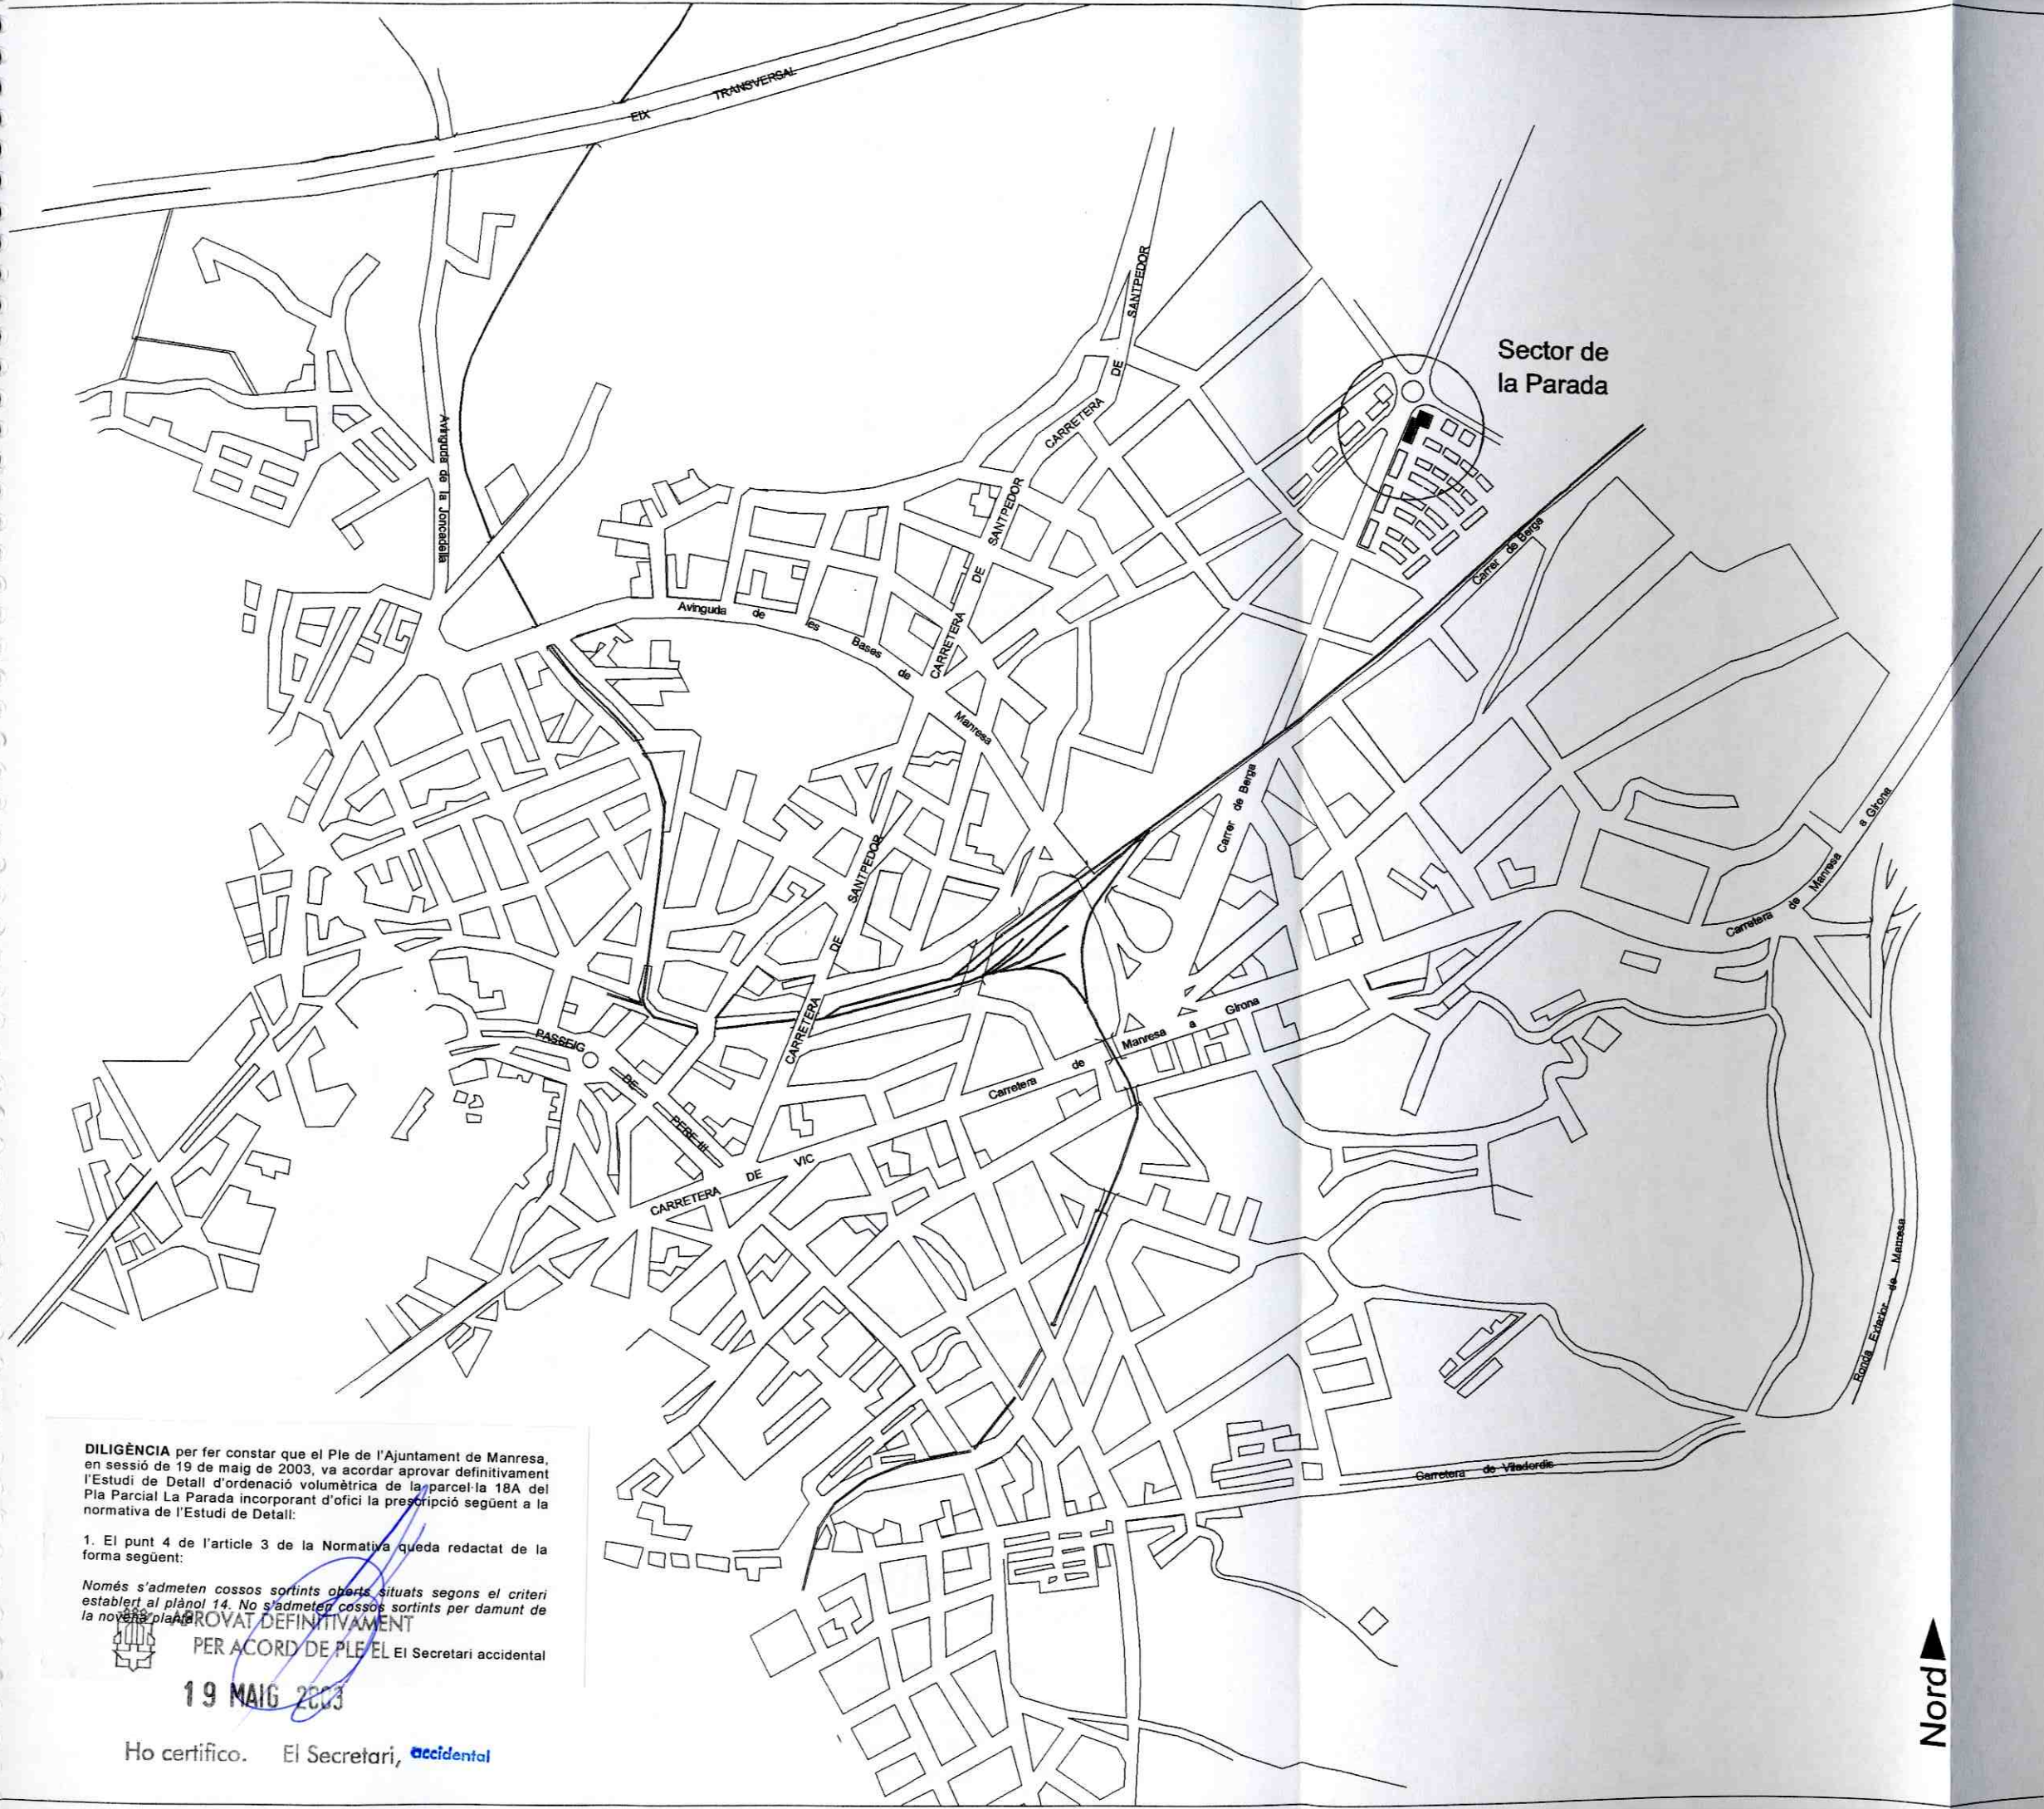 EIX TRANSVERSAL
CARRETERA DE SANTPEDOR
Sector de
la Parada
Avinguda de la Joncadella
CARRETERA DE SANTPEDOR
Carrer de Berga
Avinguda de les Bases de Manresa
Carrer de Berga
CARRETERA DE SANTPEDOR
Carretera de Manresa a Girona
PASSEIG DE PERE III
Carretera de Manresa a Girona
CARRETERA DE VIC
Ronda Exterior de Manresa
Carretera de Viladordis
DILIGÈNCIA per fer constar que el Ple de l'Ajuntament de Manresa,
en sessió de 19 de maig de 2003, va acordar aprovar definitivament
l'Estudi de Detall d'ordenació volumètrica de la parcel·la 18A del
Pla Parcial La Parada incorporant d'ofici la prescripció següent a la
normativa de l'Estudi de Detall:
1. El punt 4 de l'article 3 de la Normativa queda redactat de la
forma següent:
Només s'admeten cossos sortints oberts situats segons el criteri
establert al plànol 14. No s'admeten cossos sortints per damunt de
la novena planta
APROVAT DEFINITIVAMENT
PER ACORD DE PLE EL El Secretari accidental
19 MAIG 2003
Ho certifico. El Secretari, accidental
Nord